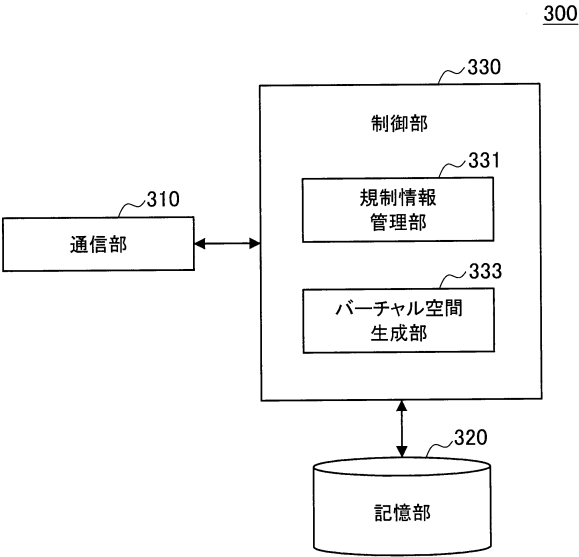 300
330
制御部
331
規制情報
管理部
310
通信部
333
バーチャル空間
生成部
320
記憶部